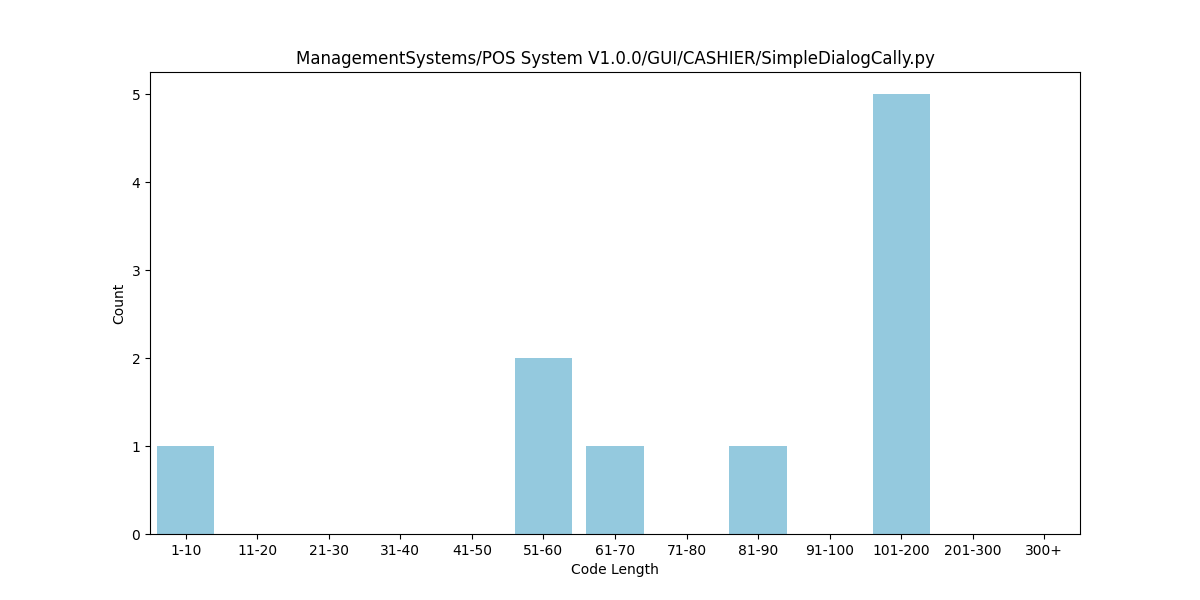 ManagementSystems/POS System V1.0.0/GUI/CASHIER/SimpleDialogCally.py
5
4
3
2
1
0
Count
1-10 11-20 21-30 31-40 41-50 51-60 61-70 71-80 81-90 91-100 101-200 201-300 300+
Code Length